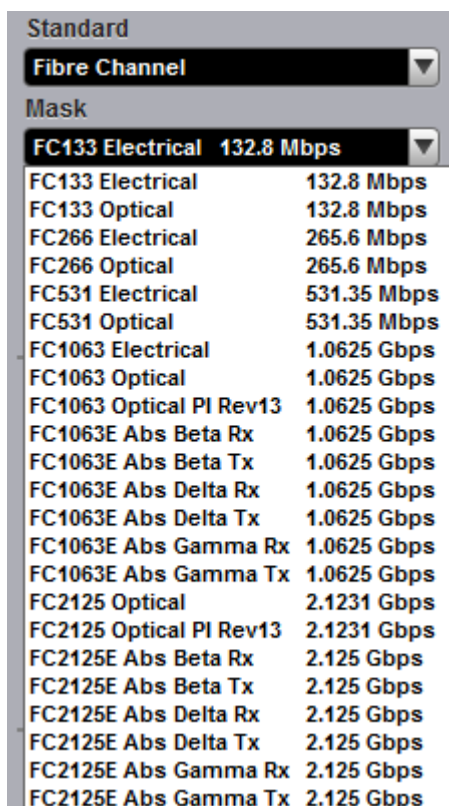 Standard
Fibre Channel
Mask
FC133 Electrical 132.8 Mbps
FC133 Electrical 132.8 Mbps
FC133 Optical 132.8 Mbps
FC266 Electrical 265.6 Mbps
FC266 Optical 265.6 Mbps
FC531 Electrical 531.35 Mbps
FC531 Optical 531.35 Mbps
FC1063 Electrical 1.0625 Gbps
FC1063 Optical 1.0625 Gbps
FC1063 Optical PI Rev13 1.0625 Gbps
FC1063E Abs Beta Rx 1.0625 Gbps
FC1063E Abs Beta Tx 1.0625 Gbps
FC1063E Abs Delta Rx 1.0625 Gbps
FC1063E Abs Delta Tx 1.0625 Gbps
FC1063E Abs Gamma Rx 1.0625 Gbps
FC1063E Abs Gamma Tx 1.0625 Gbps
FC2125 Optical 2.1231 Gbps
FC2125 Optical PI Rev13 2.1231 Gbps
FC2125E Abs Beta Rx 2.125 Gbps
FC2125E Abs Beta Tx 2.125 Gbps
FC2125E Abs Delta Rx 2.125 Gbps
FC2125E Abs Delta Tx 2.125 Gbps
FC2125E Abs Gamma Rx 2.125 Gbps
FC2125E Abs Gamma Tx 2.125 Gbps